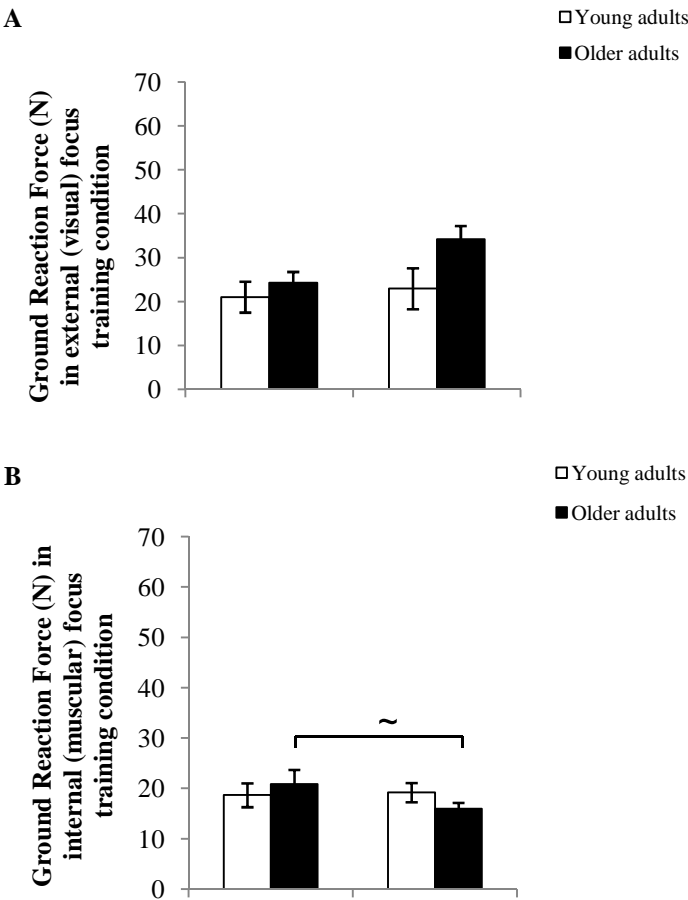 A
Young adults
Older adults
Ground Reaction Force (N)
in external (visual) focus
training condition
70
60
50
40
30
20
10
0
B
Young adults
Older adults
Ground Reaction Force (N) in
internal (muscular) focus
training condition
70
60
50
40
30
20
10
0
~